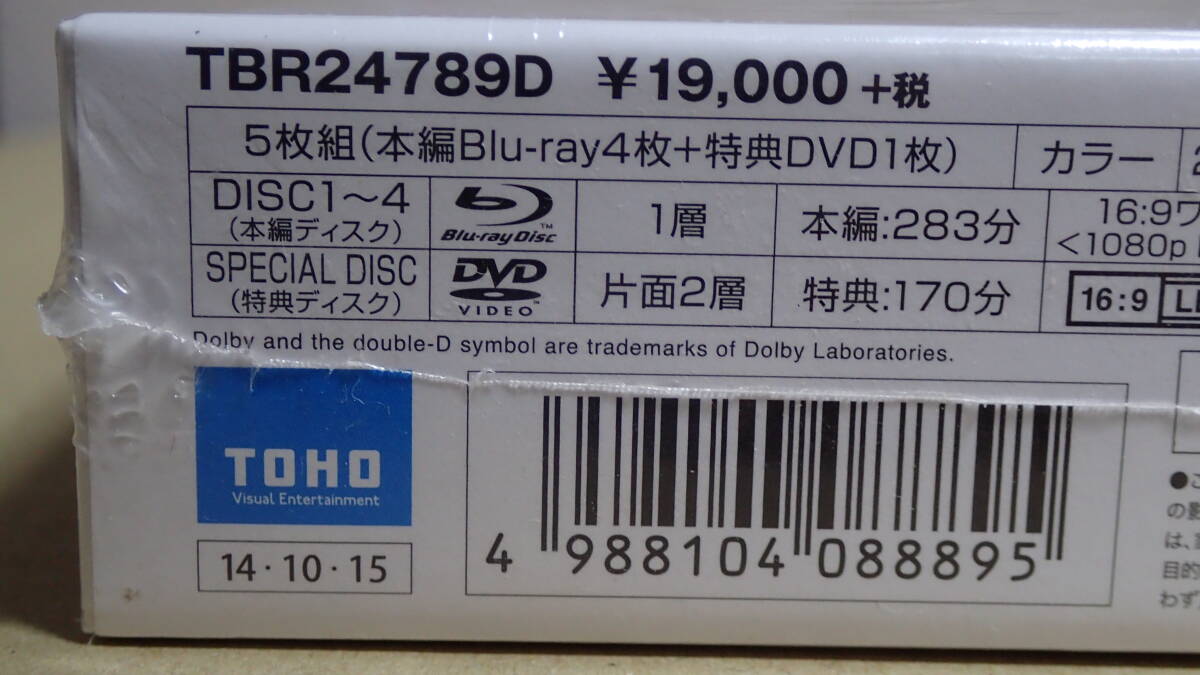 TBR24789D ¥19,000 +税
5枚組(本編Blu-ray4枚+特典DVD1枚) カラー 2
DISC1〜4 (本編ディスク) Blu-ray Disc™ 1層 本編:283分 16:9ワ <1080p
SPECIAL DISC (特典ディスク) DVD VIDEO™ 片面2層 特典:170分 16:9
Dolby and the double-D symbol are trademarks of Dolby Laboratories.
TOHO
Visual Entertainment
14・10・15
4 988104 088895
●こ
の影
は、
目的
わず